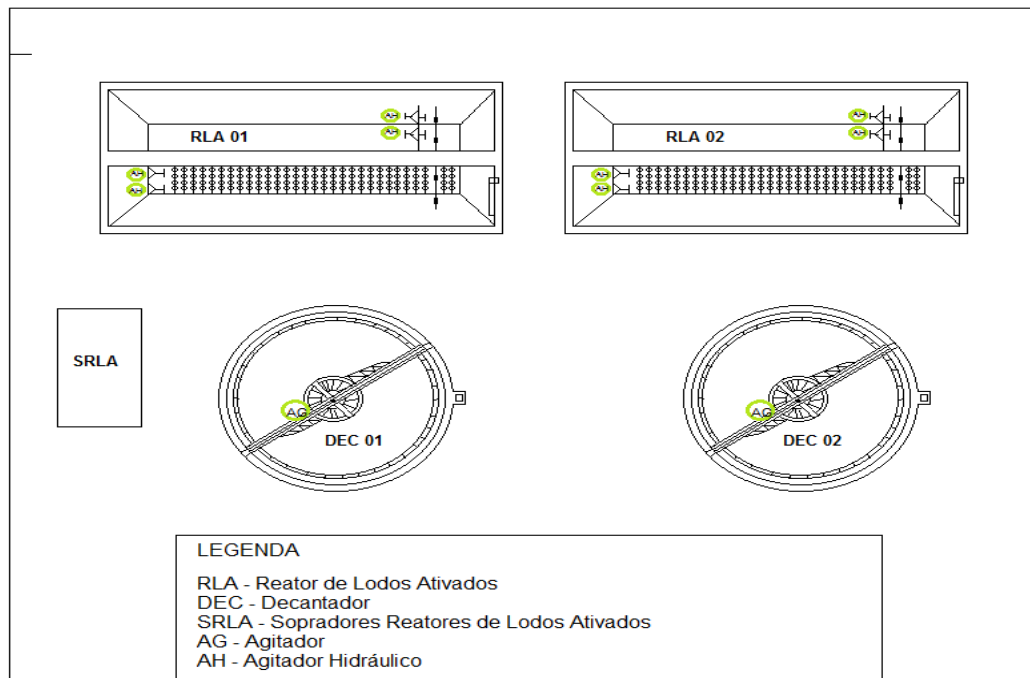 AH
AH
RLA 01
AH
AH
RLA 02
AH
AH
AH
AH
SRLA
AG
DEC 01
AG
DEC 02
LEGENDA
RLA - Reator de Lodos Ativados
DEC - Decantador
SRLA - Sopradores Reatores de Lodos Ativados
AG - Agitador
AH - Agitador Hidráulico